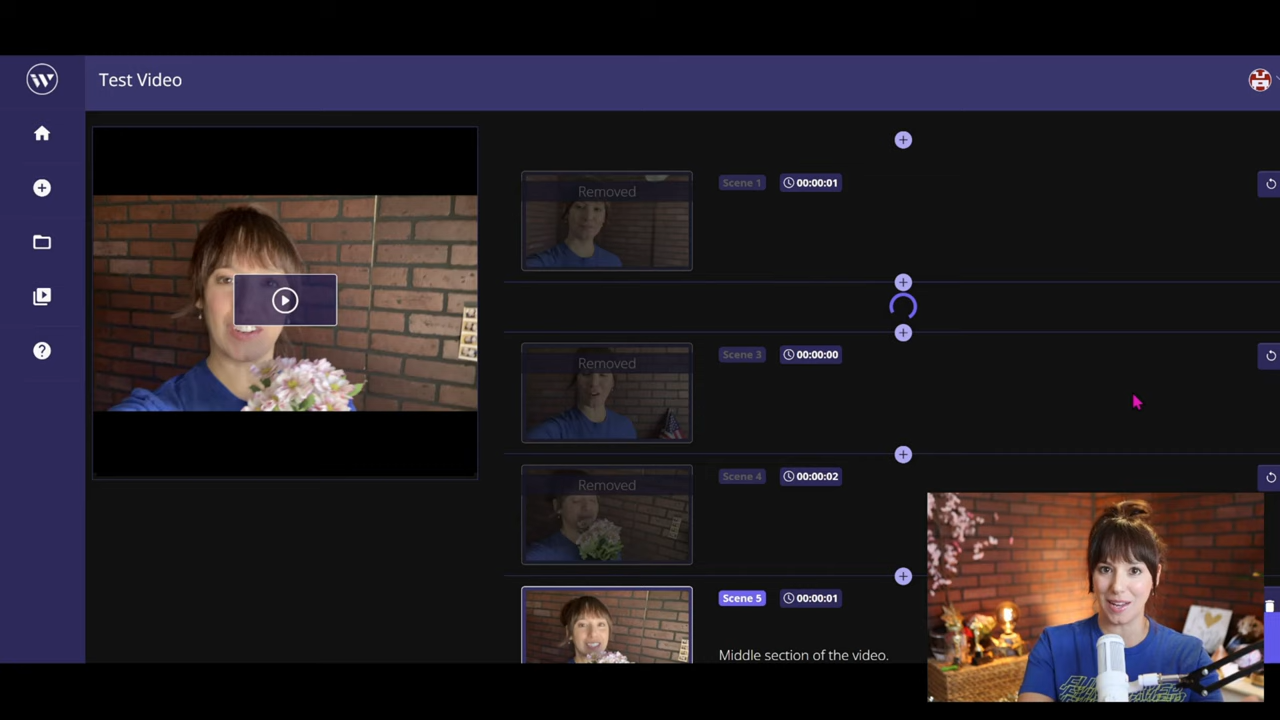 Test Video
Removed
Scene 1
00:00:01
Removed
Scene 3
00:00:00
Removed
Scene 4
00:00:02
Scene 5
00:00:01
Middle section of the video.